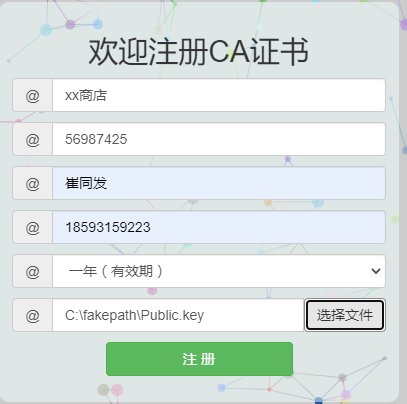 欢迎注册CA证书
@ xx商店
@ 56987425
@ 崔同发
@ 18593159223
@ 一年（有效期）
@ C:\fakepath\Public.key 选择文件
注 册